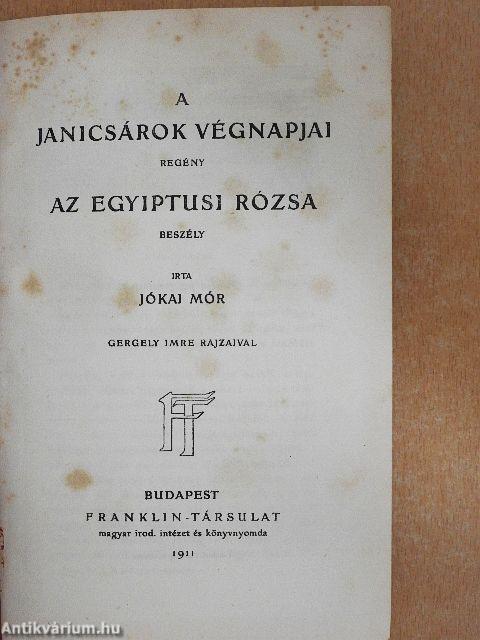 A
JANICSÁROK VÉGNAPJAI
REGÉNY
AZ EGYIPTUSI RÓZSA
BESZÉLY
IRTA
JÓKAI MÓR
GERGELY IMRE RAJZAIVAL
FT
BUDAPEST
FRANKLIN-TÁRSULAT
magyar irod. intézet és könyvnyomda
1911
Antikvárium.hu